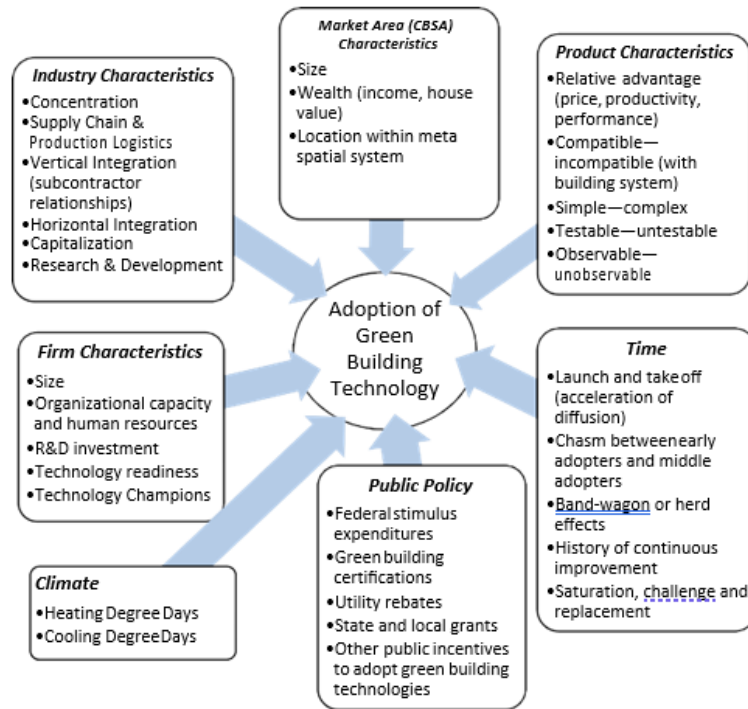 Industry Characteristics
•Concentration
•Supply Chain &
Production Logistics
•Vertical Integration
(subcontractor
relationships)
•Horizontal Integration
•Capitalization
•Research & Development
Market Area (CBSA)
Characteristics
•Size
•Wealth (income, house
value)
•Location within meta
spatial system
Product Characteristics
•Relative advantage
(price, productivity,
performance)
•Compatible—
incompatible (with
building system)
•Simple—complex
•Testable—untestable
•Observable—
unobservable
Adoption of
Green
Building
Technology
Firm Characteristics
•Size
•Organizational capacity
and human resources
•R&D investment
•Technology readiness
•Technology Champions
Time
•Launch and take off
(acceleration of
diffusion)
•Chasm between early
adopters and middle
adopters
•Band-wagon or herd
effects
•History of continuous
improvement
•Saturation, challenge and
replacement
Climate
•Heating Degree Days
•Cooling Degree Days
Public Policy
•Federal stimulus
expenditures
•Green building
certifications
•Utility rebates
•State and local grants
•Other public incentives
to adopt green building
technologies